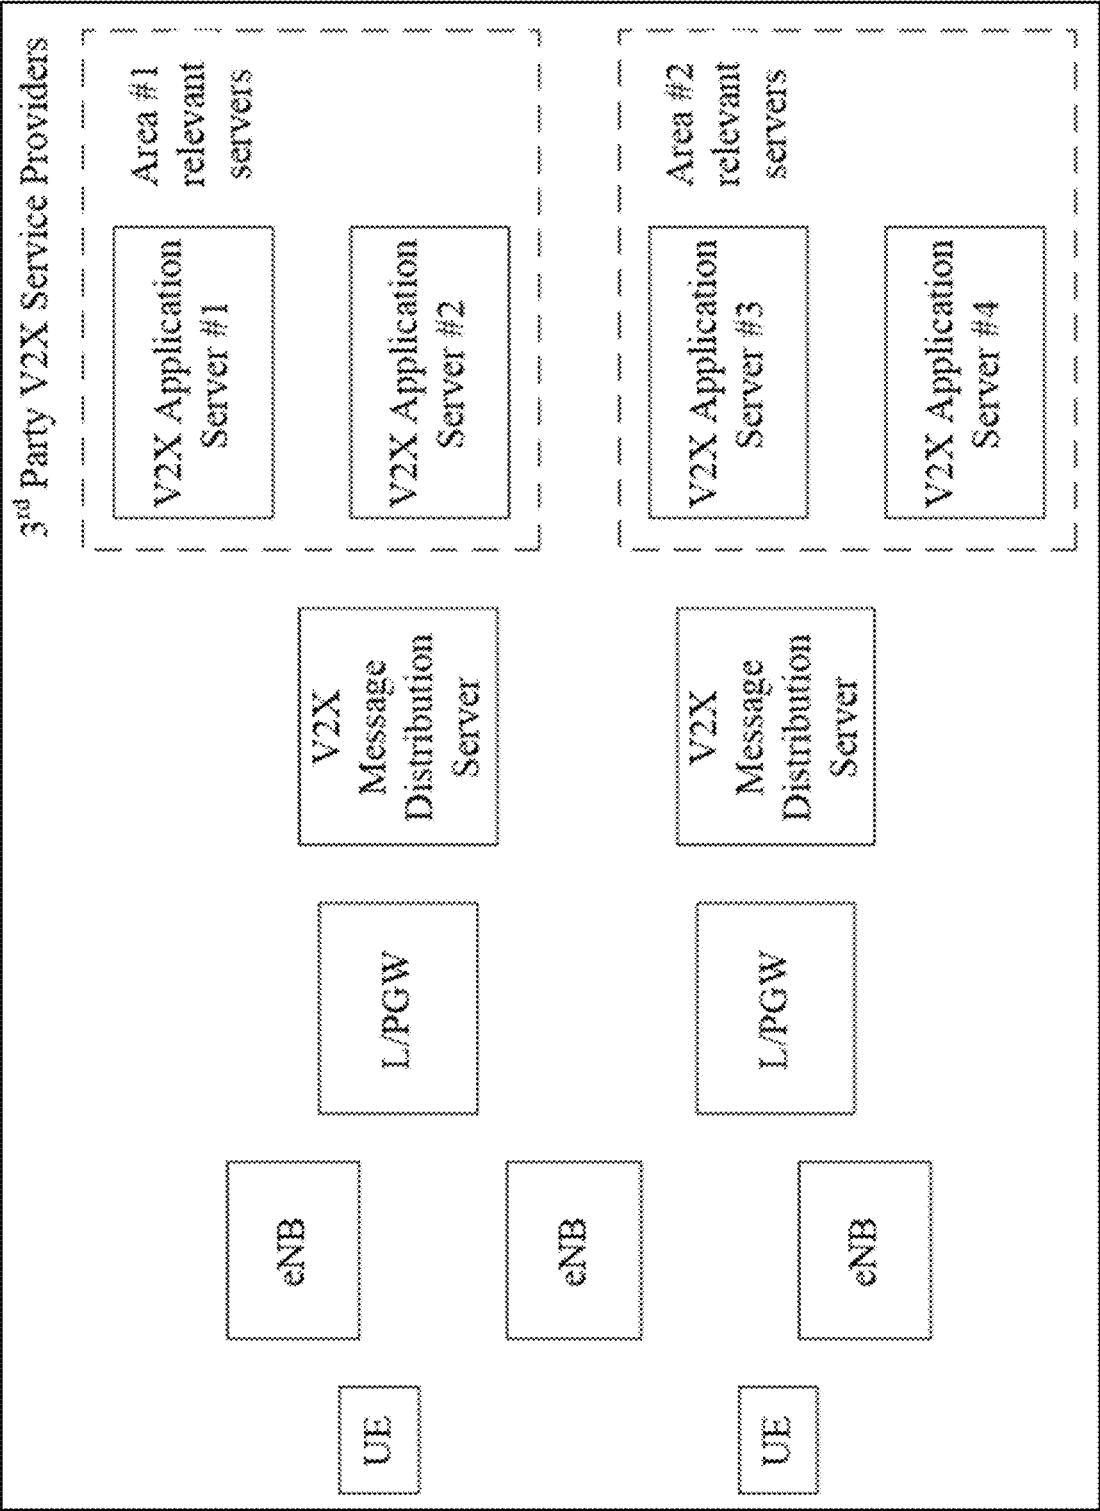 3rd Party V2X Service Providers
UE
UE
eNB
eNB
eNB
L/PGW
L/PGW
V2X
Message
Distribution
Server
V2X
Message
Distribution
Server
V2X Application
Server #1
V2X Application
Server #2
Area #1
relevant
servers
V2X Application
Server #3
V2X Application
Server #4
Area #2
relevant
servers